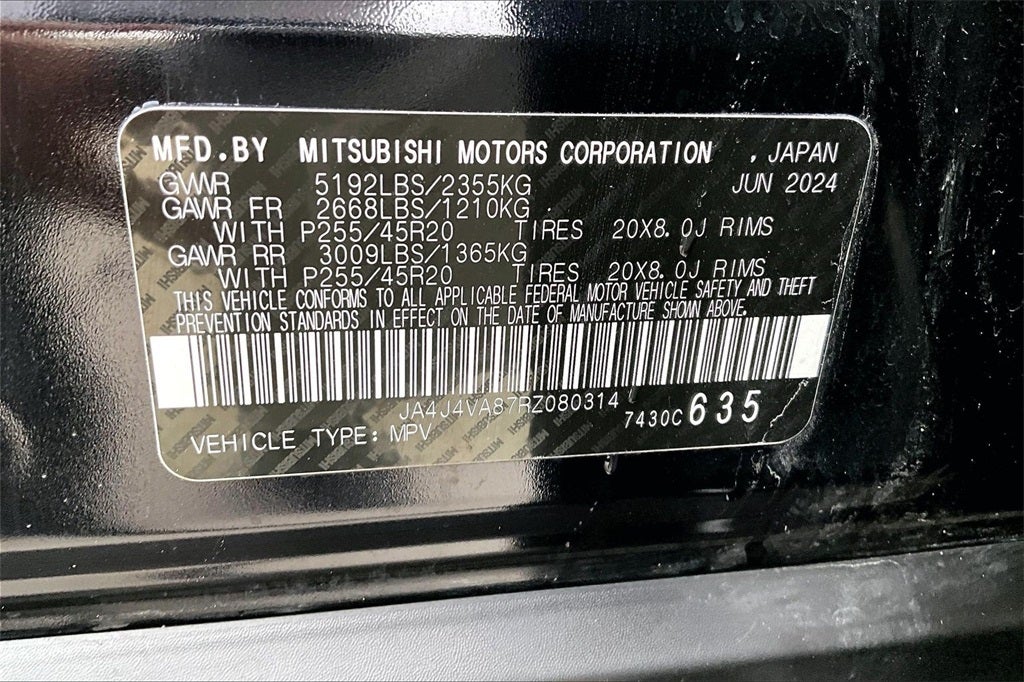 MFD.BY MITSUBISHI MOTORS CORPORATION , JAPAN
GVWR 5192LBS/2355KG JUN 2024
GAWR FR 2668LBS/1210KG
WITH P255/45R20 TIRES 20X8.0J RIMS
GAWR RR 3009LBS/1365KG
WITH P255/45R20 TIRES 20X8.0J RIMS
THIS VEHICLE CONFORMS TO ALL APPLICABLE FEDERAL MOTOR VEHICLE SAFETY AND THEFT
PREVENTION STANDARDS IN EFFECT ON THE DATE OF MANUFACTURE SHOWN ABOVE.
JA4J4VA87RZ080314 7430C 635
VEHICLE TYPE: MPV